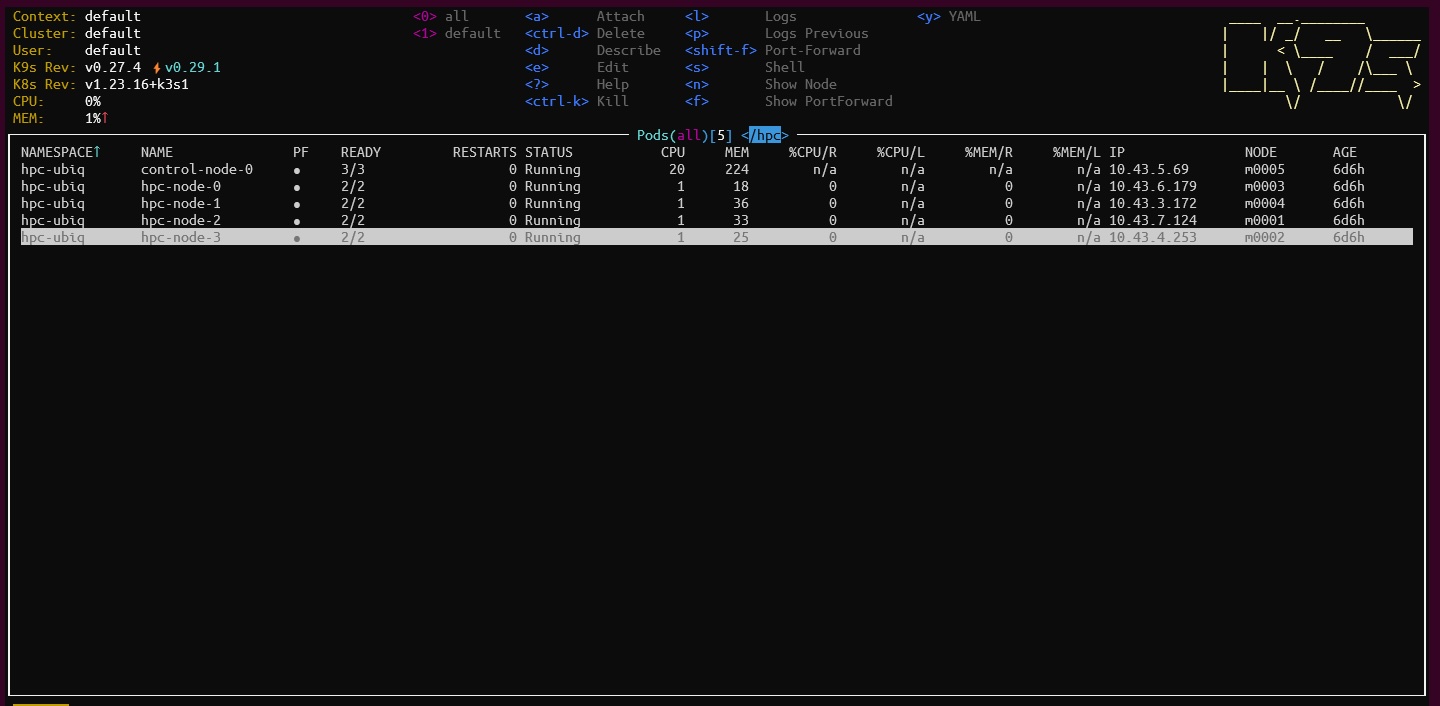 Context: default <0> all <a> Attach <l> Logs <y> YAML
Cluster: default <1> default <ctrl-d> Delete <p> Logs Previous
User: default <d> Describe <shift-f> Port-Forward
K9s Rev: v0.27.4 ⚡v0.29.1 <e> Edit <s> Shell
K8s Rev: v1.23.16+k3s1 <?> Help <n> Show Node
CPU: 0% <ctrl-k> Kill <f> Show PortForward
MEM: 1%↑
Pods(all)[5] </hpc>
NAMESPACE↑ NAME PF READY RESTARTS STATUS CPU MEM %CPU/R %CPU/L %MEM/R %MEM/L IP NODE AGE
hpc-ubiq control-node-0 ● 3/3 0 Running 20 224 n/a n/a n/a n/a 10.43.5.69 m0005 6d6h
hpc-ubiq hpc-node-0 ● 2/2 0 Running 1 18 0 n/a 0 n/a 10.43.6.179 m0003 6d6h
hpc-ubiq hpc-node-1 ● 2/2 0 Running 1 36 0 n/a 0 n/a 10.43.3.172 m0004 6d6h
hpc-ubiq hpc-node-2 ● 2/2 0 Running 1 33 0 n/a 0 n/a 10.43.7.124 m0001 6d6h
hpc-ubiq hpc-node-3 ● 2/2 0 Running 1 25 0 n/a 0 n/a 10.43.4.253 m0002 6d6h